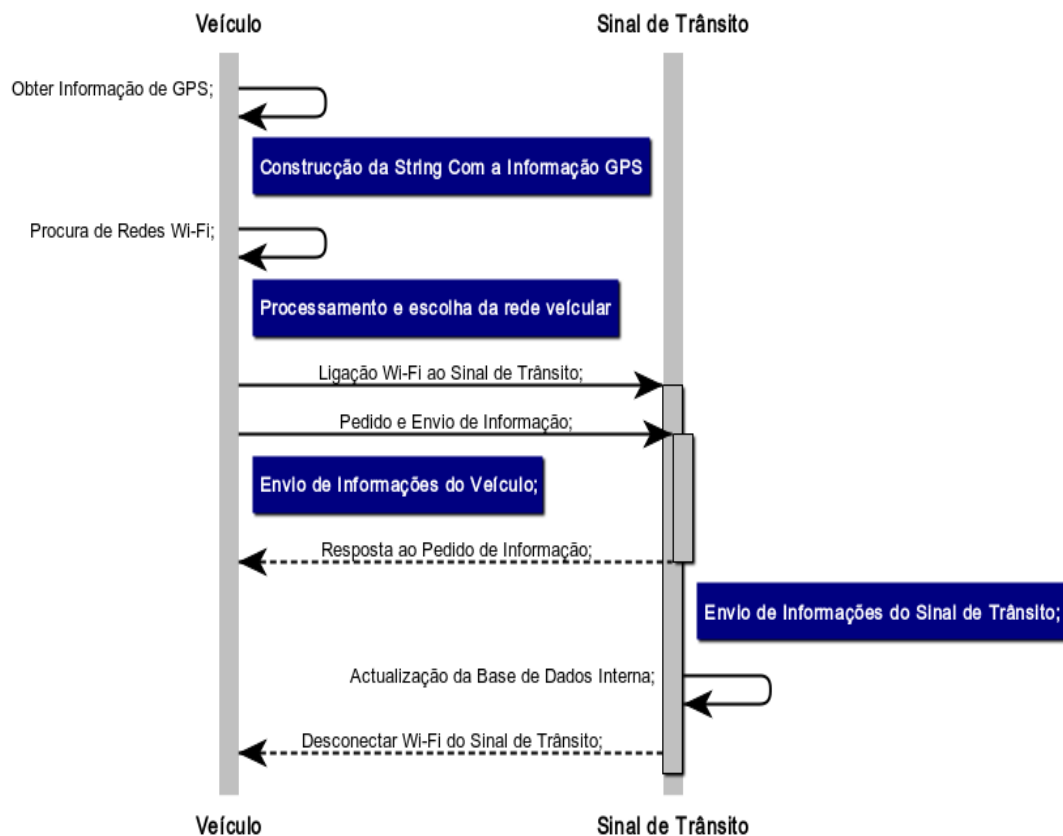 Veículo
Sinal de Trânsito
Obter Informação de GPS;
Construcção da String Com a Informação GPS
Procura de Redes Wi-Fi;
Processamento e escolha da rede veícular
Ligação Wi-Fi ao Sinal de Trânsito;
Pedido e Envio de Informação;
Envio de Informações do Veículo;
Resposta ao Pedido de Informação;
Envio de Informações do Sinal de Trânsito;
Actualização da Base de Dados Interna;
Desconectar Wi-Fi do Sinal de Trânsito;
Veículo
Sinal de Trânsito